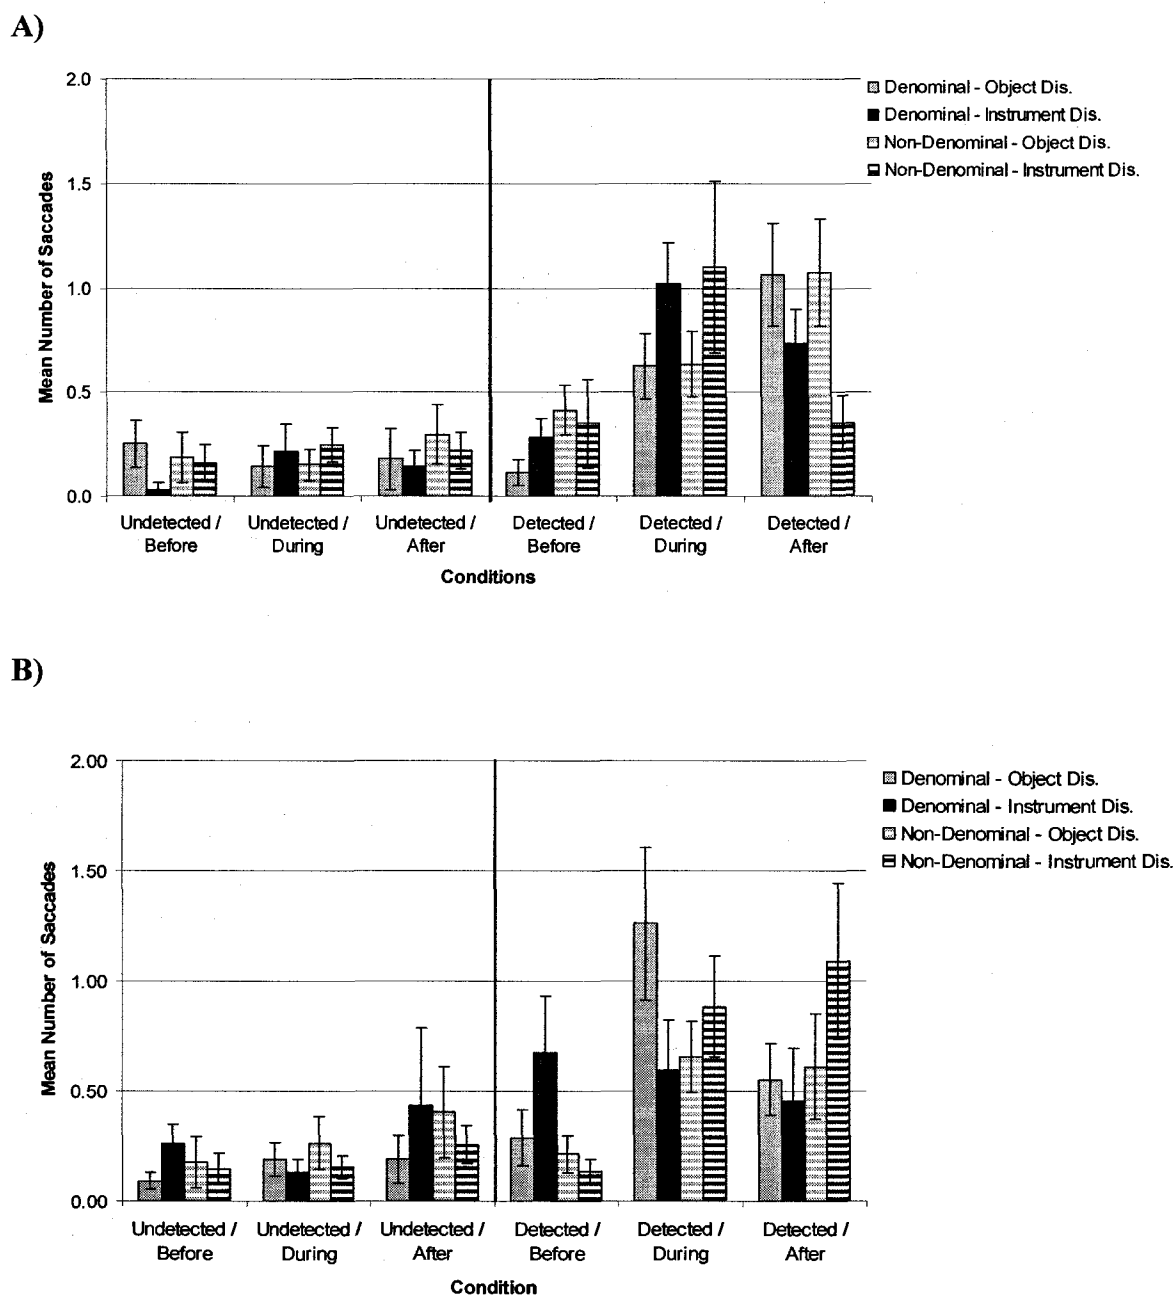 A)
2.0
1.5
1.0
0.5
0.0
Mean Number of Saccades
Denominal - Object Dis.
Denominal - Instrument Dis.
Non-Denominal - Object Dis.
Non-Denominal - Instrument Dis.
Undetected / Before
Undetected / During
Undetected / After
Detected / Before
Detected / During
Detected / After
Conditions
B)
2.00
1.50
1.00
0.50
0.00
Mean Number of Saccades
Denominal - Object Dis.
Denominal - Instrument Dis.
Non-Denominal - Object Dis.
Non-Denominal - Instrument Dis.
Undetected / Before
Undetected / During
Undetected / After
Detected / Before
Detected / During
Detected / After
Condition